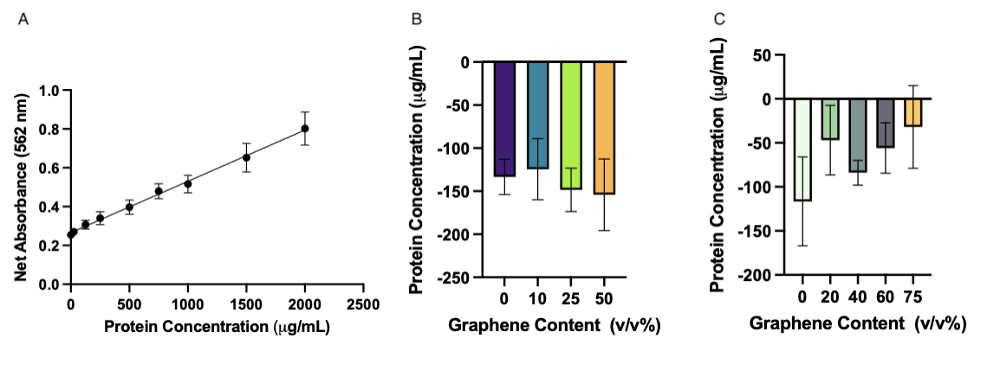 A
Net Absorbance (562 nm)
1.0
0.8
0.6
0.4
0.2
0.0
0 500 1000 1500 2000 2500
Protein Concentration (μg/mL)
B
Protein Concentration (μg/mL)
0
-50
-100
-150
-200
-250
0 10 25 50
Graphene Content (v/v%)
C
Protein Concentration (μg/mL)
50
0
-50
-100
-150
-200
0 20 40 60 75
Graphene Content (v/v%)